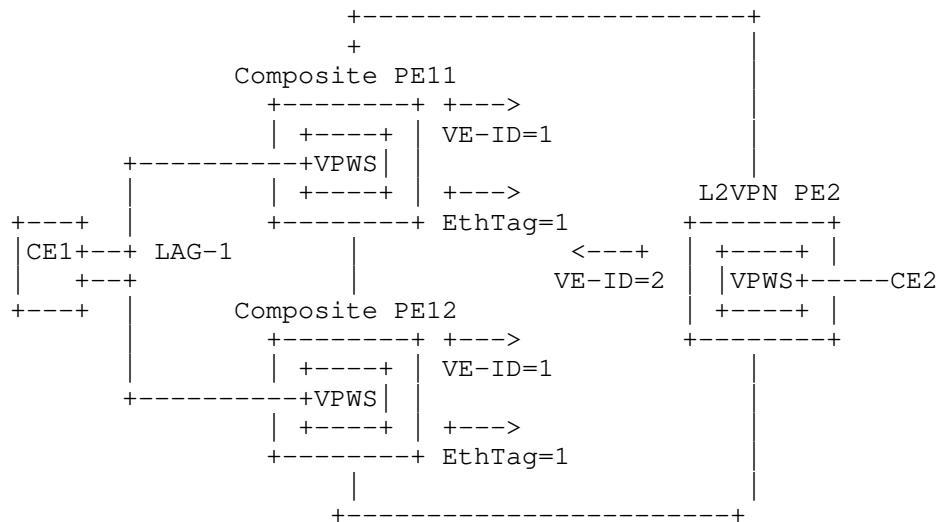 Composite PE11
VE-ID=1
VPWS
L2VPN PE2
EthTag=1
CE1 LAG-1
VE-ID=2 VPWS CE2
Composite PE12
VE-ID=1
VPWS
EthTag=1